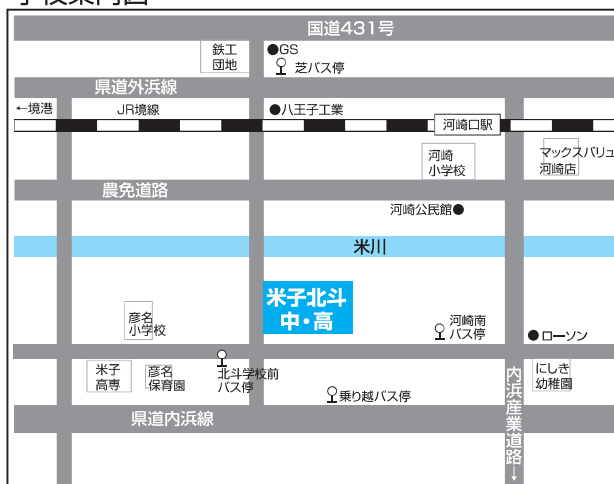 学校案内図
国道431号
鉄工
団地
●GS
芝バス停
県道外浜線
←境港
JR境線
●八王子工業
河崎口駅
河崎
小学校
マックスバリュ
河崎店
農免道路
河崎公民館●
米川
米子北斗
中・高
彦名
小学校
河崎南
バス停
●ローソン
米子
高専
彦名
保育園
北斗学校前
バス停
にしき
幼稚園
乗り越バス停
県道内浜線
内浜産業道路→